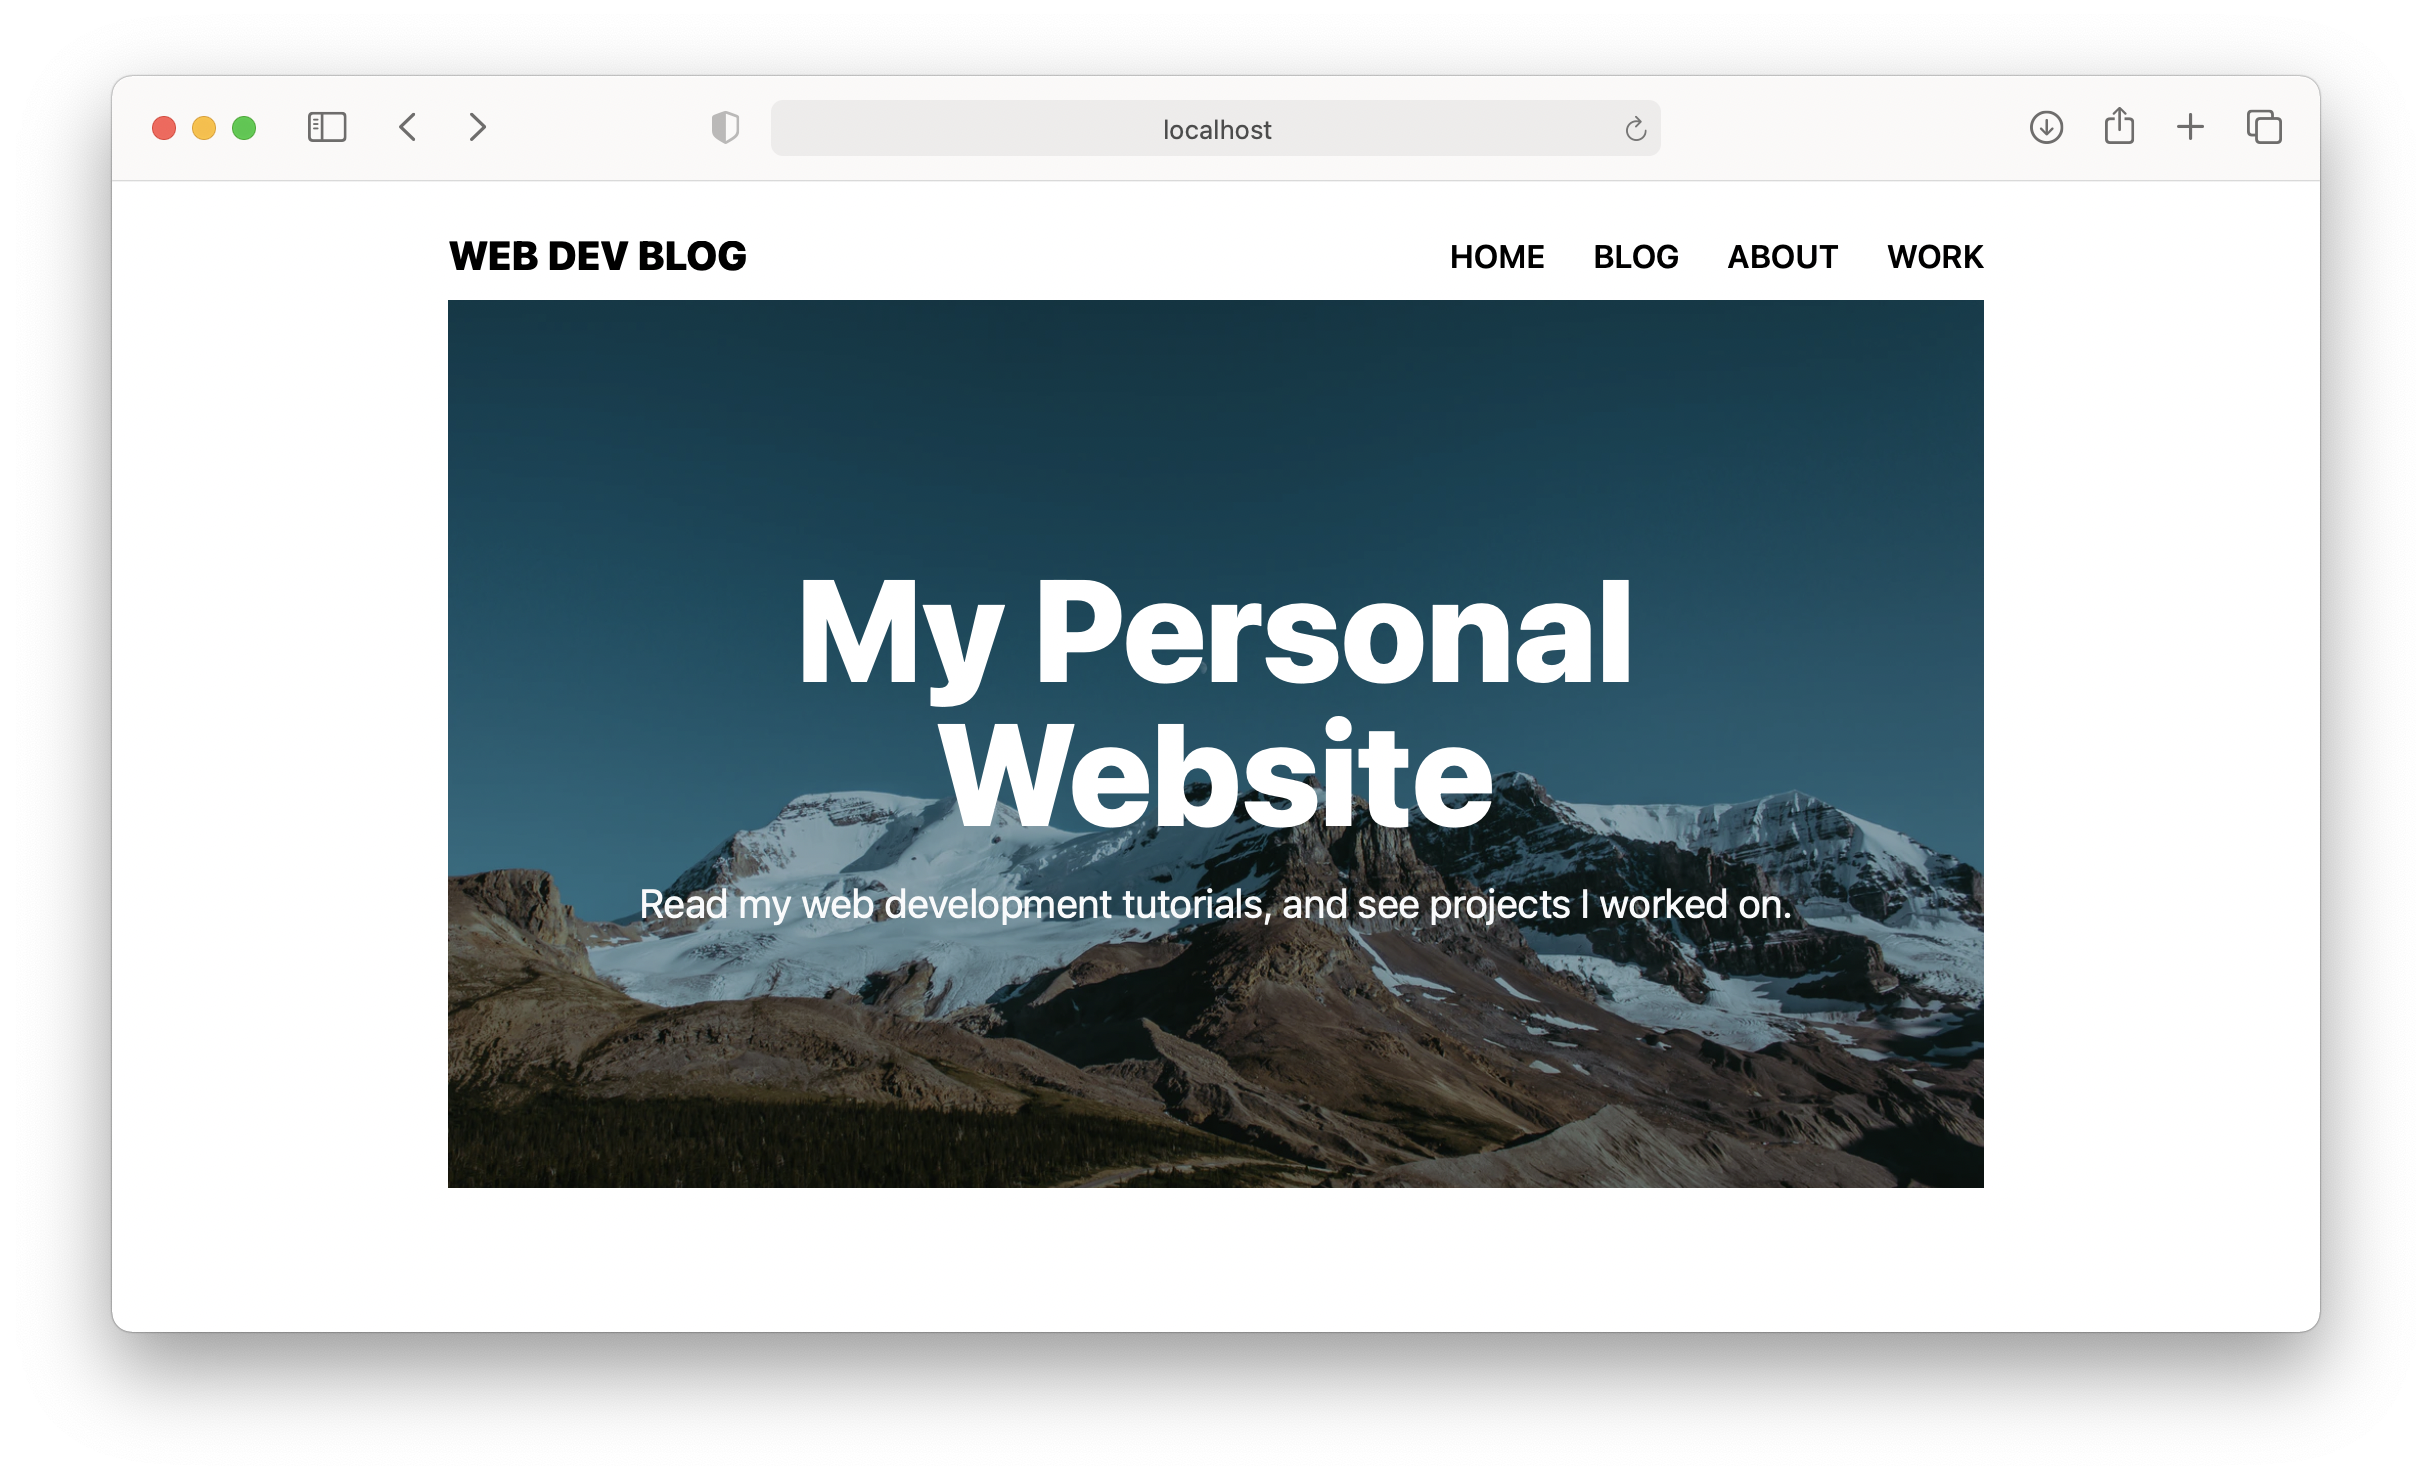 localhost
WEB DEV BLOG
HOME BLOG ABOUT WORK
My Personal
Website
Read my web development tutorials, and see projects I worked on.